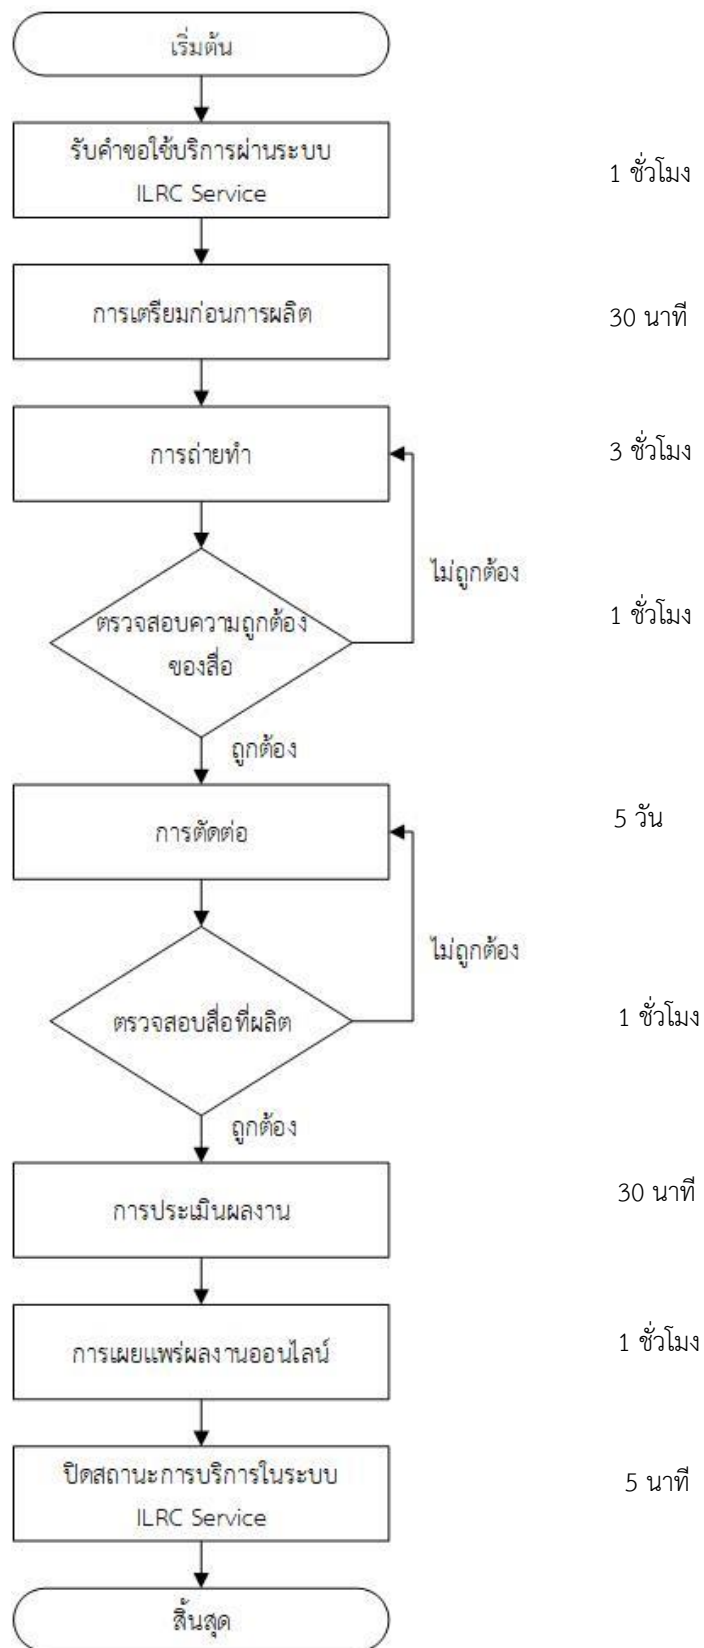 เริ่มต้น
รับคำขอใช้บริการผ่านระบบ
ILRC Service
1 ชั่วโมง
การเตรียมก่อนการผลิต
30 นาที
การถ่ายทำ
3 ชั่วโมง
ไม่ถูกต้อง
ตรวจสอบความถูกต้อง
ของสื่อ
1 ชั่วโมง
ถูกต้อง
การตัดต่อ
5 วัน
ไม่ถูกต้อง
ตรวจสอบสื่อที่ผลิต
1 ชั่วโมง
ถูกต้อง
การประเมินผลงาน
30 นาที
การเผยแพร่ผลงานออนไลน์
1 ชั่วโมง
ปิดสถานะการบริการในระบบ
ILRC Service
5 นาที
สิ้นสุด